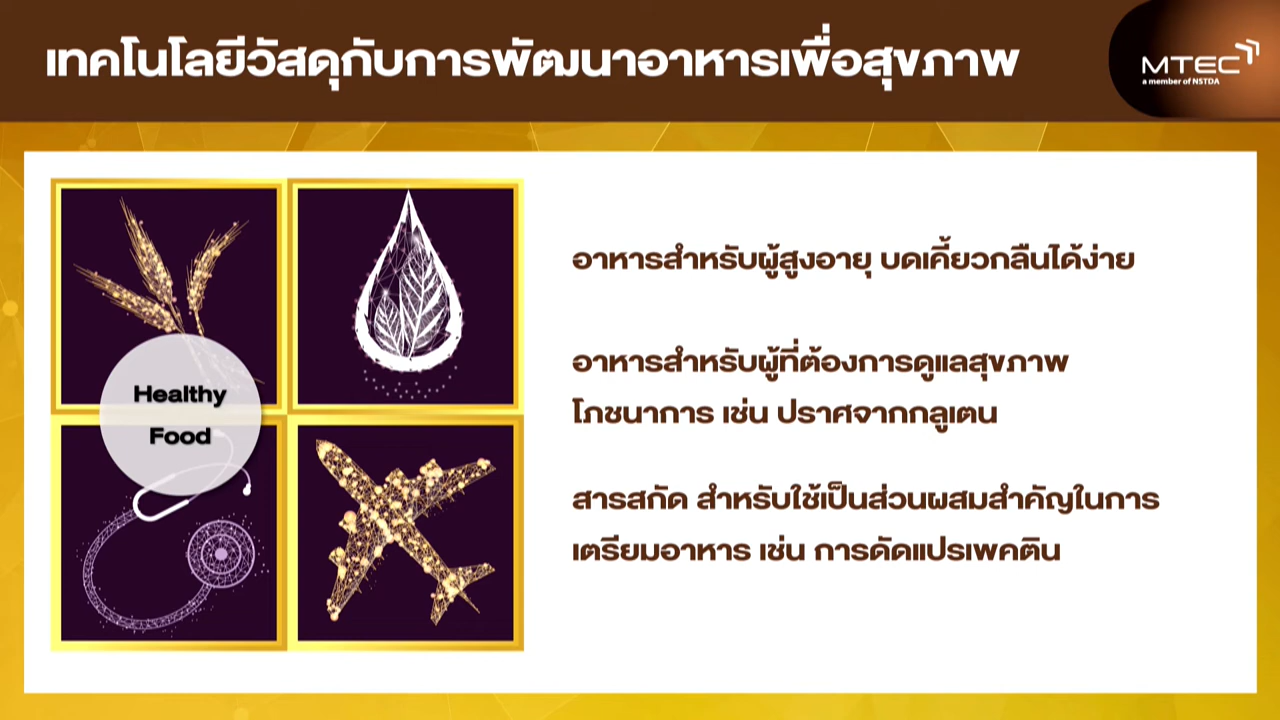 เทคโนโลยีวัสดุกับการพัฒนาอาหารเพื่อสุขภาพ
MTEC
a member of NSTDA
Healthy
Food
อาหารสำหรับผู้สูงอายุ บดเคี้ยวกลืนได้ง่าย
อาหารสำหรับผู้ที่ต้องการดูแลสุขภาพ
โภชนาการ เช่น ปราศจากกลูเตน
สารสกัด สำหรับใช้เป็นส่วนผสมสำคัญในการ
เตรียมอาหาร เช่น การดัดแปรเพคติน